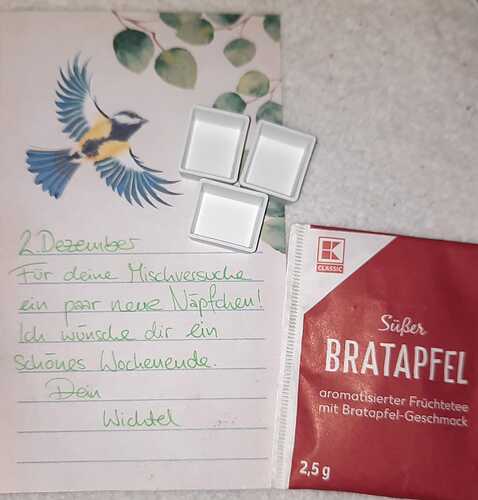 2. Dezember
Für deine Mischversuche
ein paar neue Näpfchen!
Ich wünsche dir ein
schönes Wochenende.
Dein
Wichtel
K
CLASSIC
Süßer
BRATAPFEL
aromatisierter Früchtetee
mit Bratapfel-Geschmack
2,5 g